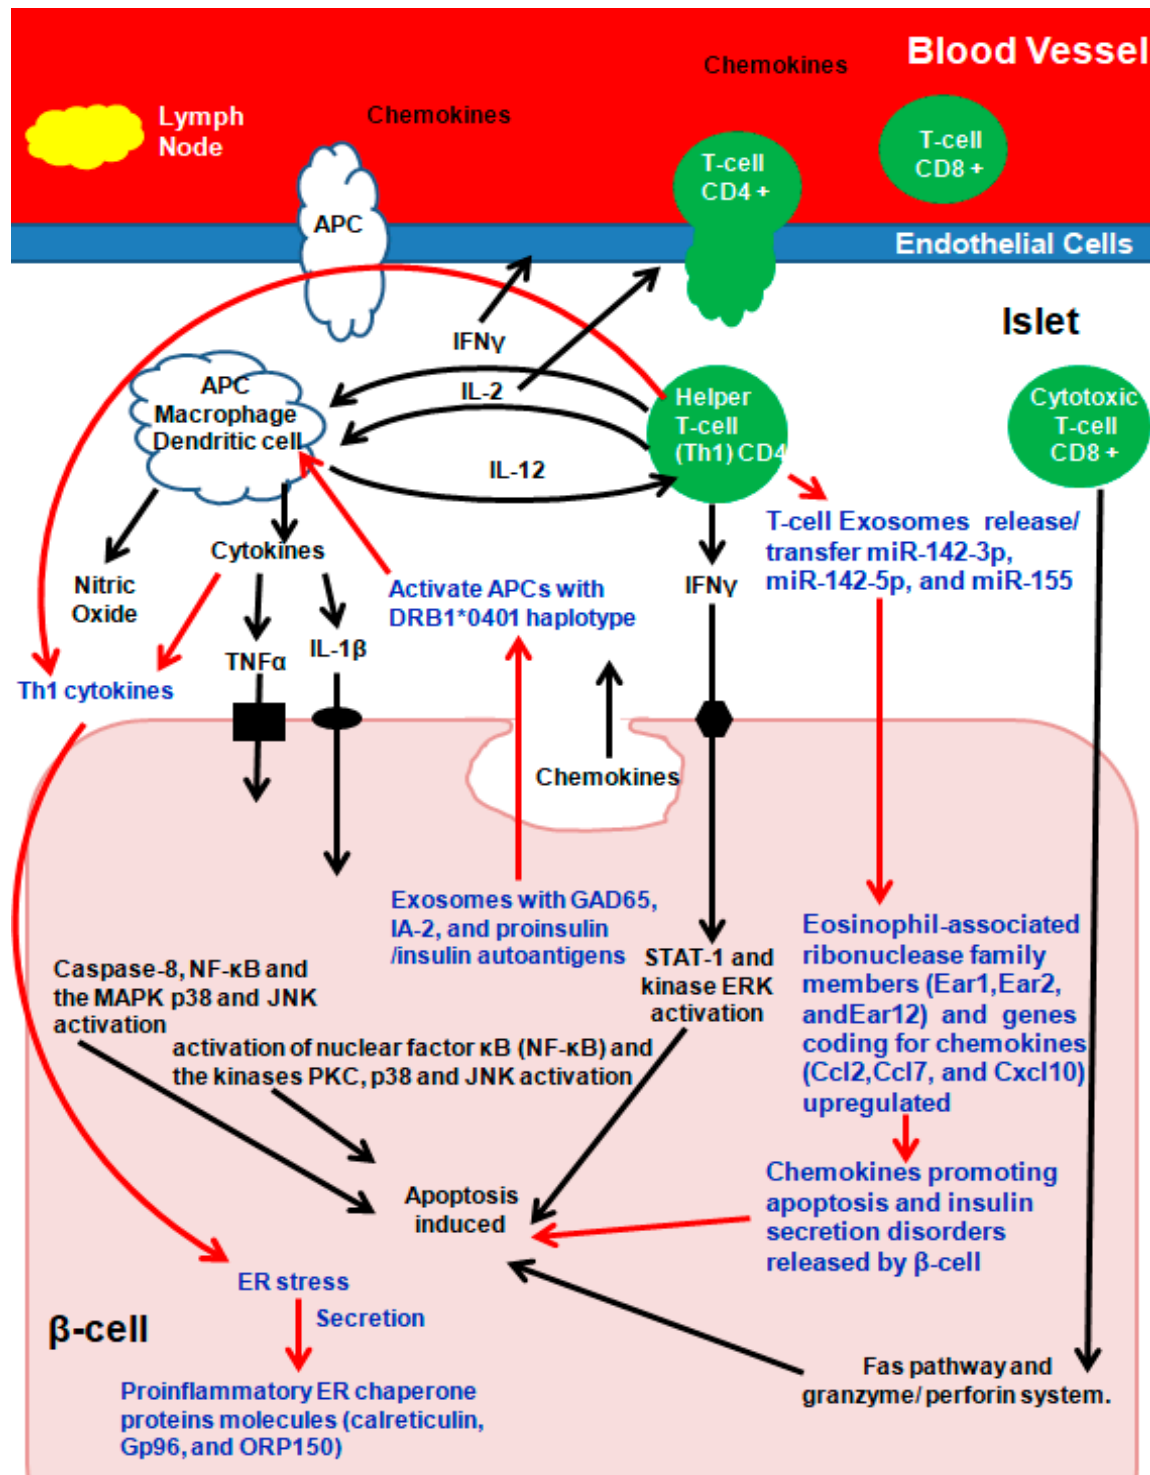 Blood Vessel
Chemokines
Chemokines
Lymph
Node
T-cell
CD8 +
T-cell
CD4 +
APC
Endothelial Cells
Islet
IFNγ
IL-2
APC
Macrophage
Dendritic cell
Helper
T-cell
(Th1) CD4
Cytotoxic
T-cell
CD8 +
IL-12
T-cell Exosomes release/
transfer miR-142-3p,
miR-142-5p, and miR-155
Cytokines
Nitric
Oxide
Activate APCs with
DRB1*0401 haplotype
IFNγ
TNFα
IL-1β
Th1 cytokines
Chemokines
Exosomes with GAD65,
IA-2, and proinsulin
/insulin autoantigens
Eosinophil-associated
ribonuclease family
members (Ear1,Ear2,
andEar12) and genes
coding for chemokines
(Ccl2,Ccl7, and Cxcl10)
upregulated
STAT-1 and
kinase ERK
activation
Caspase-8, NF-κB and
the MAPK p38 and JNK
activation
activation of nuclear factor κB (NF-κB) and
the kinases PKC, p38 and JNK activation
Apoptosis
induced
Chemokines promoting
apoptosis and insulin
secretion disorders
released by β-cell
ER stress
Secretion
β-cell
Proinflammatory ER chaperone
proteins molecules (calreticulin,
Gp96, and ORP150)
Fas pathway and
granzyme/ perforin system.